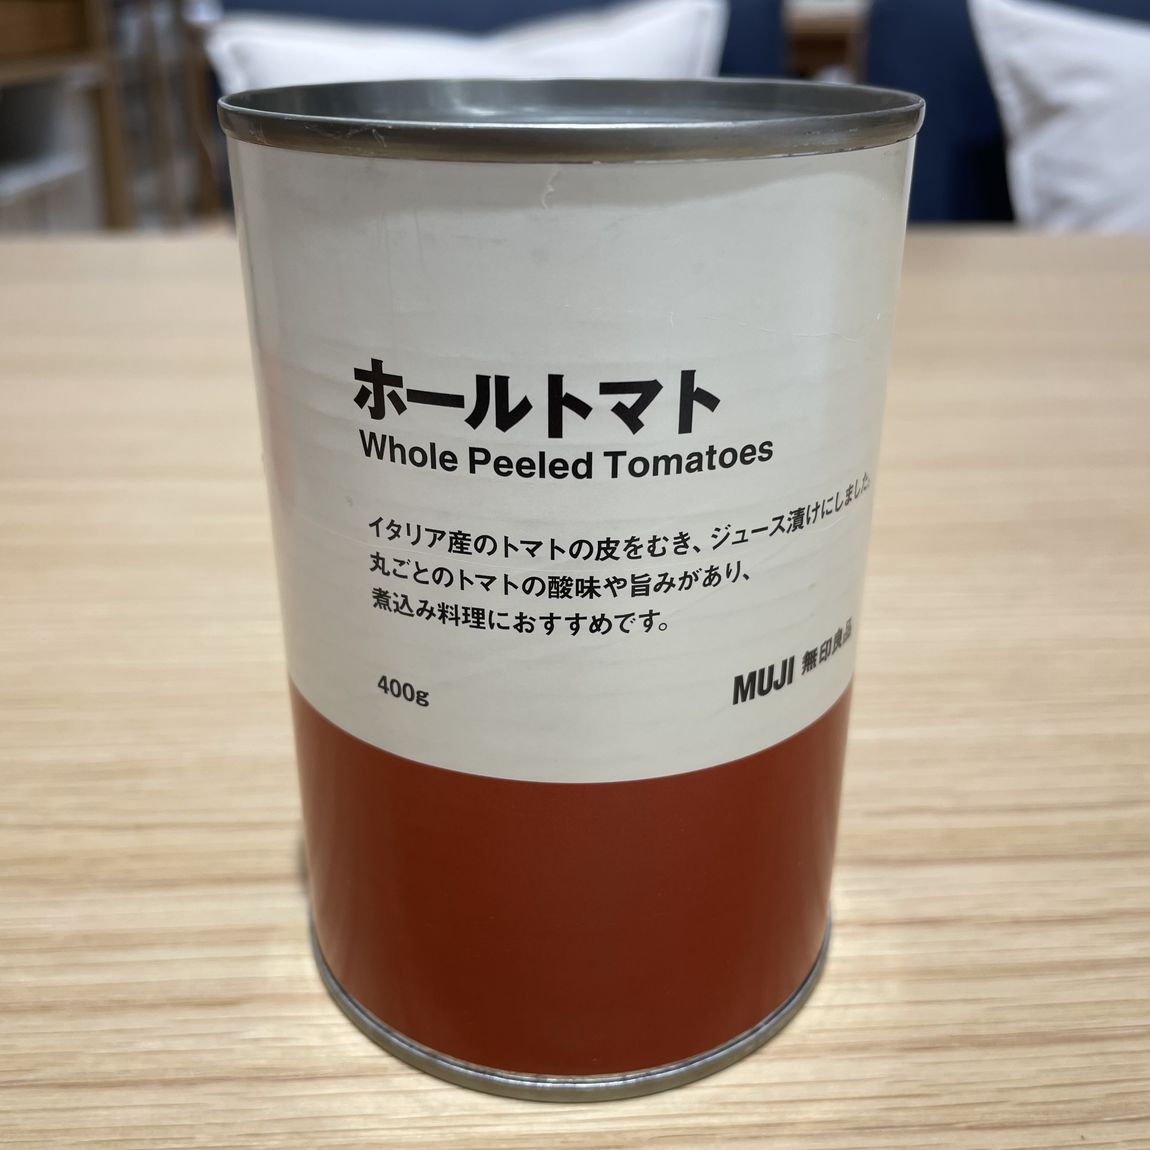 ホールトマト
Whole Peeled Tomatoes
イタリア産のトマトの皮をむき、ジュース漬けにしました。
丸ごとのトマトの酸味や旨みがあり、
煮込み料理におすすめです。
400g
MUJI 無印良品